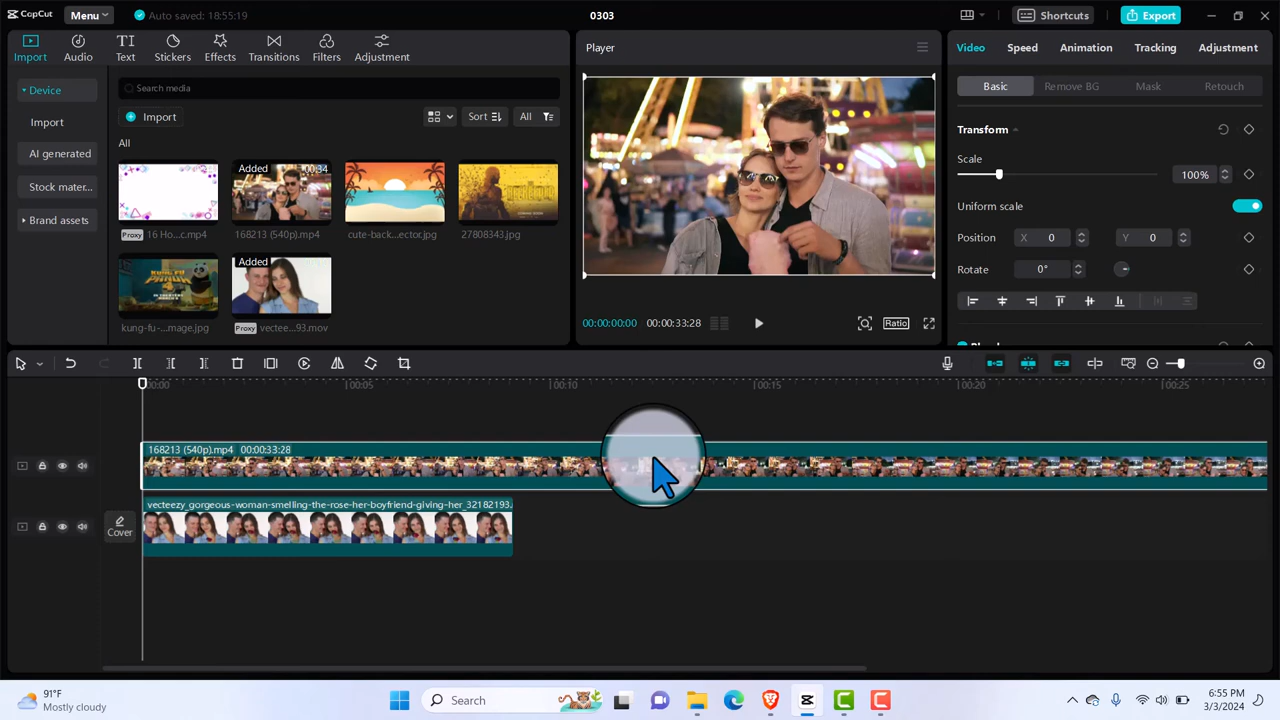 CapCut
Menu
Auto saved: 18:55:19
0303
Shortcuts
Export
Import
Audio
Text
Stickers
Effects
Transitions
Filters
Adjustment
Device
Import
AI generated
Stock mater...
Brand assets
Search media
Import
Sort
All
All
Added
00:34
Proxy
16 Ho...c.mp4
168213 (540p).mp4
cute-back...ector.jpg
27808343.jpg
Added
kung-fu-...mage.jpg
Proxy
vectee...93.mov
Player
00:00:00:00
00:00:33:28
Ratio
Video
Speed
Animation
Tracking
Adjustment
Basic
Remove BG
Mask
Retouch
Transform
Scale
100%
Uniform scale
Position
X
0
Y
0
Rotate
0°
00:00
00:05
00:10
00:15
00:20
00:25
168213 (540p).mp4
00:00:33:28
Cover
vecteezy_gorgeous-woman-smelling-the-rose-her-boyfriend-giving-her_32182193.
91°F
Mostly cloudy
Search
6:55 PM
3/3/2024